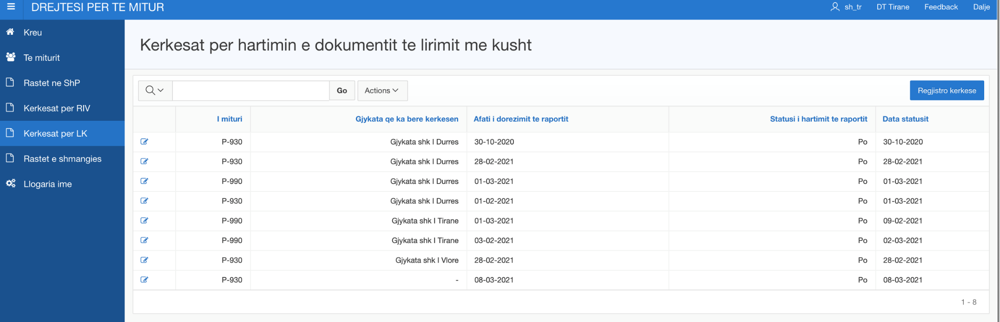 DREJTESI PER TE MITUR
sh_tr DT Tirane Feedback Dalje
Kreu
Te miturit
Rastet ne ShP
Kerkesat per RIV
Kerkesat per LK
Rastet e shmangies
Llogaria ime
Kerkesat per hartimin e dokumentit te lirimit me kusht
Go Actions Regjistro kerkese
I mituri Gjykata qe ka bere kerkesen Afati i dorezimit te raportit Statusi i hartimit te raportit Data statusit
P-930 Gjykata shk I Durres 30-10-2020 Po 30-10-2020
P-930 Gjykata shk I Durres 28-02-2021 Po 28-02-2021
P-990 Gjykata shk I Durres 01-03-2021 Po 01-03-2021
P-930 Gjykata shk I Durres 01-02-2021 Po 01-03-2021
P-990 Gjykata shk I Tirane 01-03-2021 Po 09-02-2021
P-990 Gjykata shk I Tirane 03-02-2021 Po 02-03-2021
P-930 Gjykata shk I Vlore 28-02-2021 Po 28-02-2021
P-930 - 08-03-2021 Po 08-03-2021
1 - 8